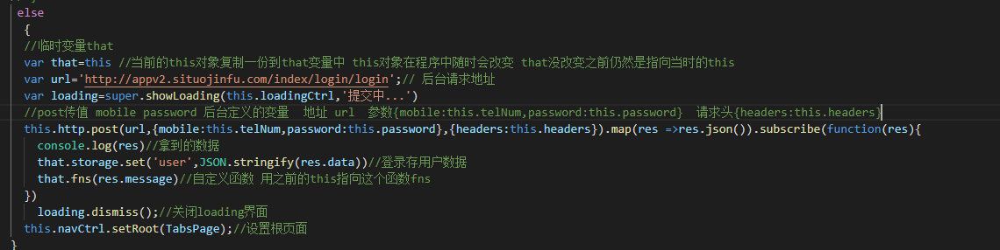 else
{
//临时变量that
var that=this //当前的this对象复制一份到that变量中 this对象在程序中随时会改变 that没改变之前仍然是指向当时的this
var url='http://appv2.situojinfu.com/index/login/login';// 后台请求地址
var loading=super.showLoading(this.loadingCtrl,'提交中...')
//post传值 mobile password 后台定义的变量 地址 url 参数{mobile:this.telNum,password:this.password} 请求头{headers:this.headers}
this.http.post(url,{mobile:this.telNum,password:this.password},{headers:this.headers}).map(res =>res.json()).subscribe(function(res){
console.log(res)//拿到的数据
that.storage.set('user',JSON.stringify(res.data))//登录存用户数据
that.fns(res.message)//自定义函数 用之前的this指向这个函数fns
})
loading.dismiss();//关闭loading界面
this.navCtrl.setRoot(TabsPage);//设置根页面
}